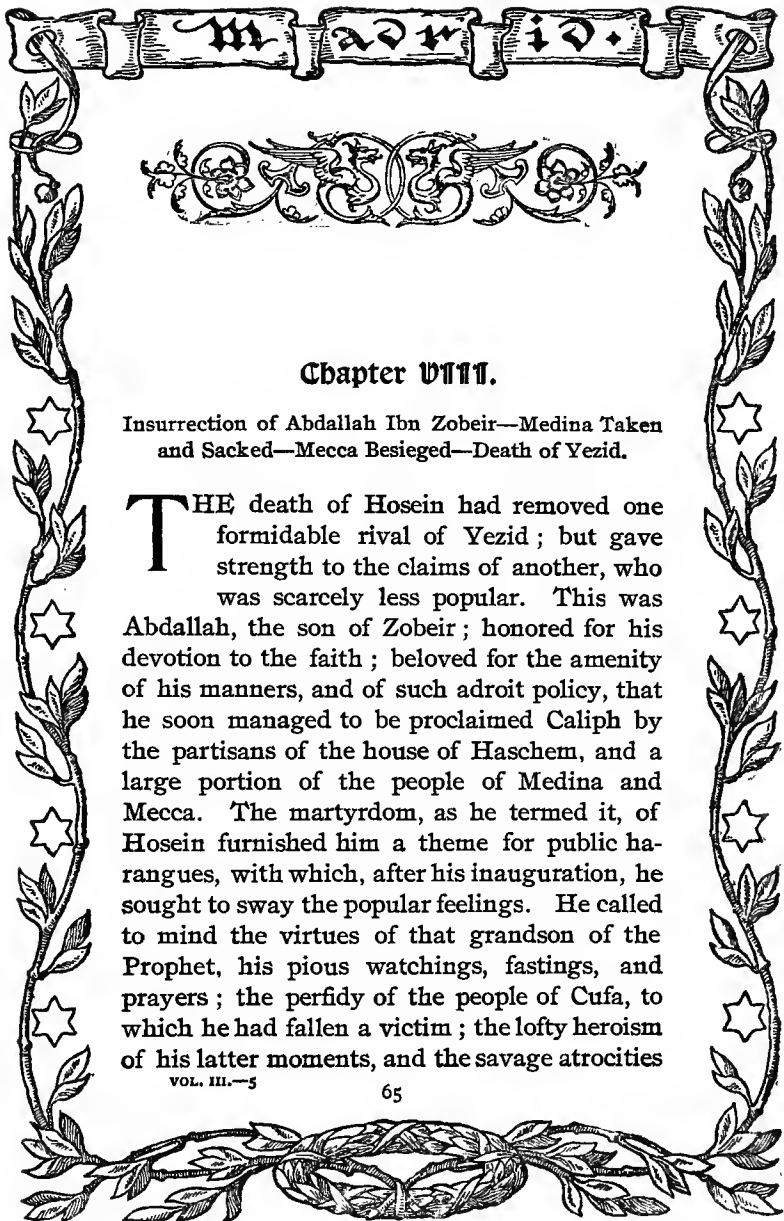 Madrid.
Chapter VIII.
Insurrection of Abdallah Ibn Zobeir—Medina Taken
and Sacked—Mecca Besieged—Death of Yezid.
THE death of Hosein had removed one
formidable rival of Yezid ; but gave
strength to the claims of another, who
was scarcely less popular. This was
Abdallah, the son of Zobeir ; honored for his
devotion to the faith ; beloved for the amenity
of his manners, and of such adroit policy, that
he soon managed to be proclaimed Caliph by
the partisans of the house of Haschem, and a
large portion of the people of Medina and
Mecca. The martyrdom, as he termed it, of
Hosein furnished him a theme for public ha-
rangues, with which, after his inauguration, he
sought to sway the popular feelings. He called
to mind the virtues of that grandson of the
Prophet, his pious watchings, fastings, and
prayers ; the perfidy of the people of Cufa, to
which he had fallen a victim ; the lofty heroism
of his latter moments, and the savage atrocities
VOL. III.—5
65